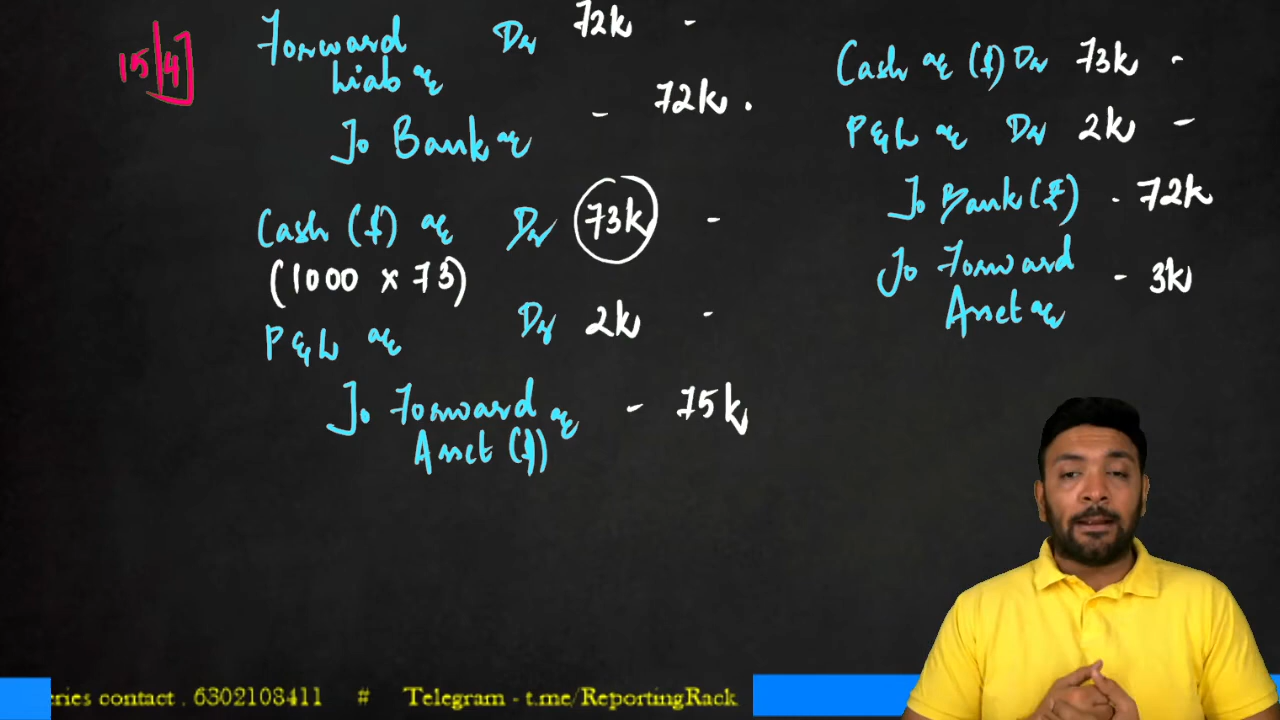 15/4
Forward Dr 72k -
Liab a/c
To Bank a/c - 72k.
Cash ($) a/c Dr 73k -
(1000 x 73)
P&L a/c Dr 2k -
To Forward a/c - 75k
Asset ($)
Cash a/c ($) Dr 73k -
P&L a/c Dr 2k -
To Bank (₹) - 72k
To Forward - 3k
Asset a/c
eries contact . 6302108411 # Telegram - t.me/ReportingRack